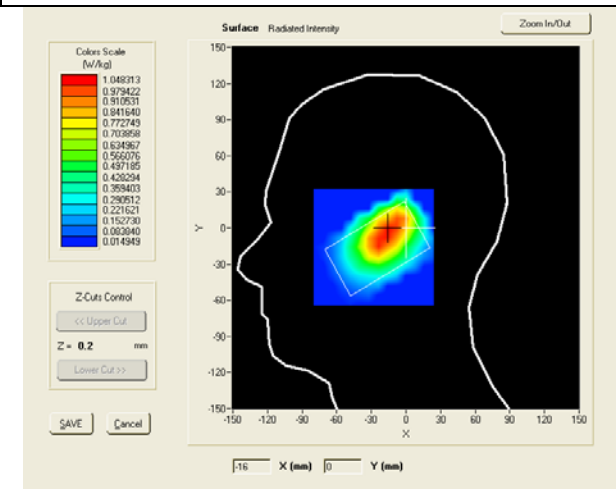 Surface Radiated Intensity
Zoom In/Out
Colors Scale
(W/kg)
1.048313
0.979422
0.910531
0.841640
0.772749
0.703858
0.634967
0.566076
0.497185
0.428294
0.359403
0.290512
0.221621
0.152730
0.083840
0.014949
Z-Cuts Control
<< Upper Cut
Z = 0.2 mm
Lower Cut >>
SAVE Cancel
150
120
90
60
30
0
-30
-60
-90
-120
-150
Y
-150 -120 -90 -60 -30 0 30 60 90 120 150
X
-16 X (mm) 0 Y (mm)